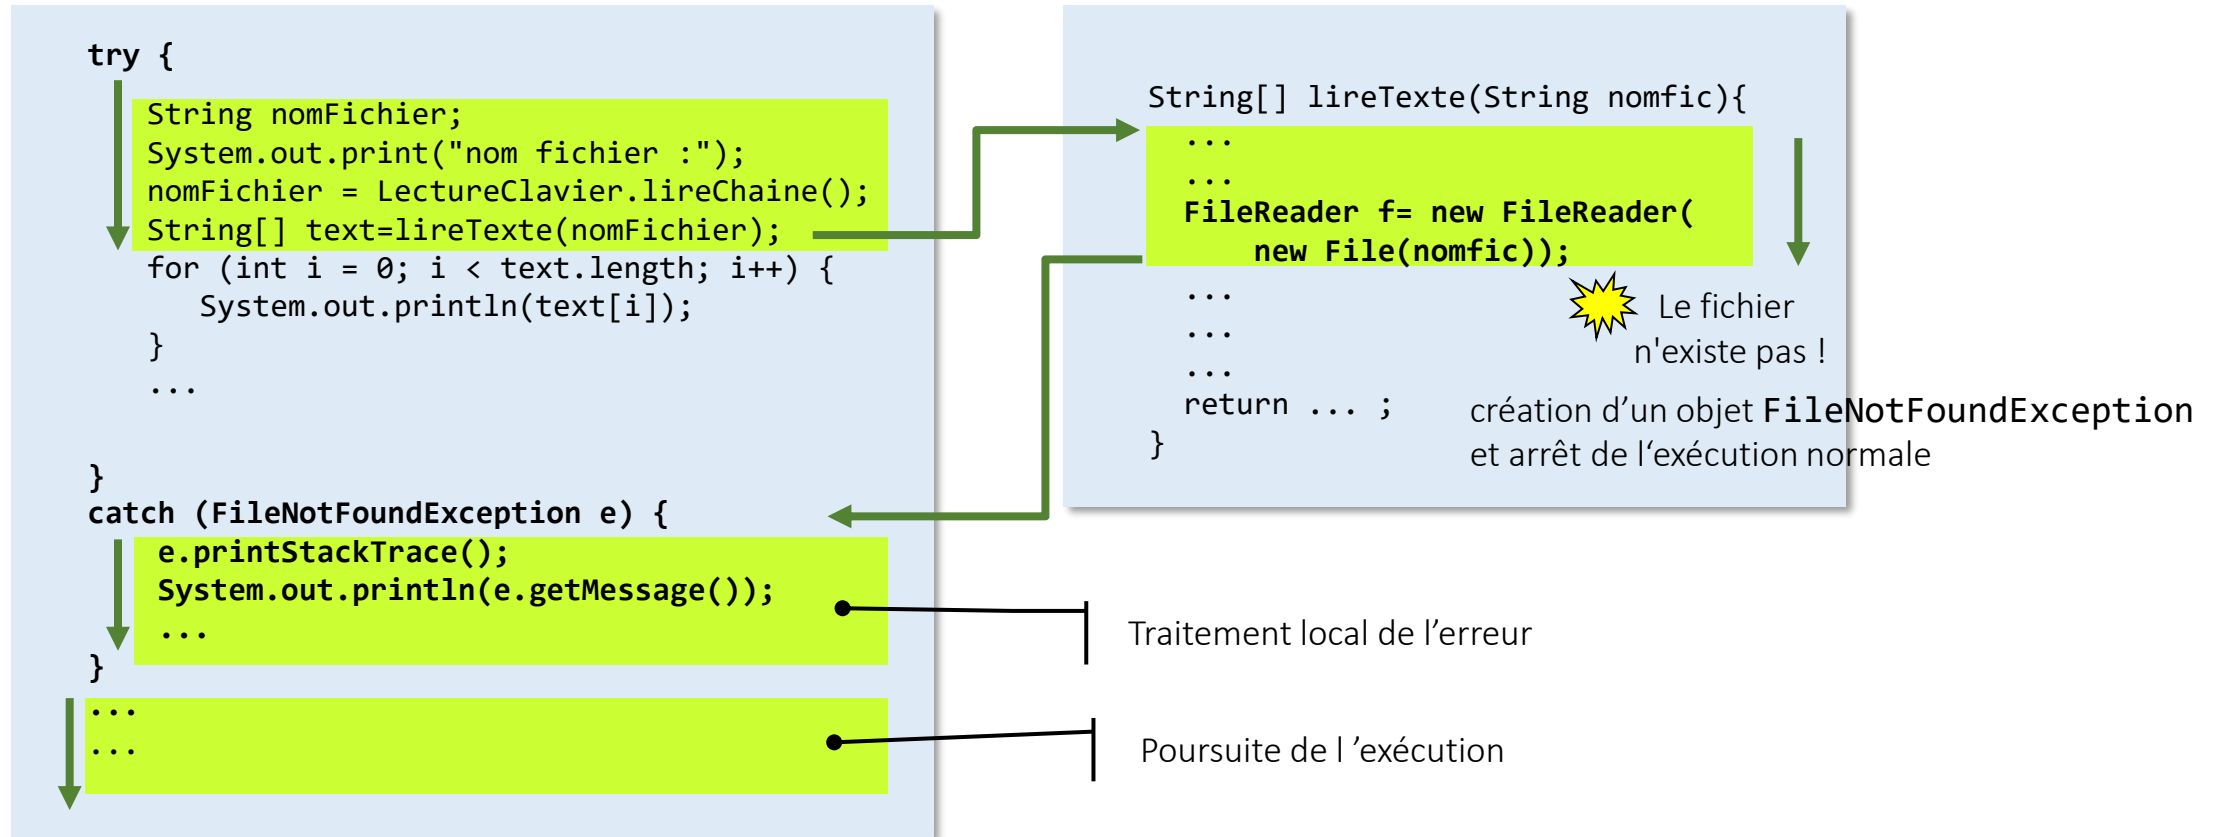 try {
String nomFichier;
System.out.print("nom fichier :");
nomFichier = LectureClavier.lireChaine();
String[] text=lireTexte(nomFichier);
for (int i = 0; i < text.length; i++) {
System.out.println(text[i]);
}
...
}
catch (FileNotFoundException e) {
e.printStackTrace();
System.out.println(e.getMessage());
...
}
...
...
String[] lireTexte(String nomfic){
...
...
FileReader f= new FileReader(
new File(nomfic));
...
...
...
return ... ;
}
Le fichier
n'existe pas !
création d’un objet FileNotFoundException
et arrêt de l‘exécution normale
Traitement local de l’erreur
Poursuite de l ’exécution